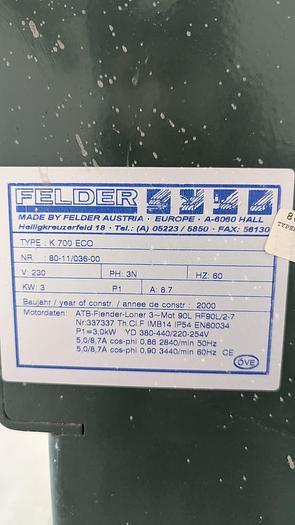 FELDER
MADE BY FELDER AUSTRIA · EUROPE · A-6060 HALL
Heiligkreuzerfeld 18 · Tel.: (A) 05223 / 5850 · FAX: 56130
TYPE : K 700 ECO
NR. : 80-11/036-00
V: 230 PH: 3N HZ: 60
KW: 3 P1 A: 8.7
Baujahr / year of constr. / annee de constr : 2000
Motordaten: ATB-Flender-Loher 3~Mot 90L RF90L/2-7
Nr:337337 Th.Cl.F IMB14 IP54 EN60034
P1=3,0kW YD 380-440/220-254V
5,0/8,7A cos-phi 0,86 2840/min 50Hz
5,0/8,7A cos-phi 0,90 3440/min 60Hz CE
ÖVE
8
TYPE